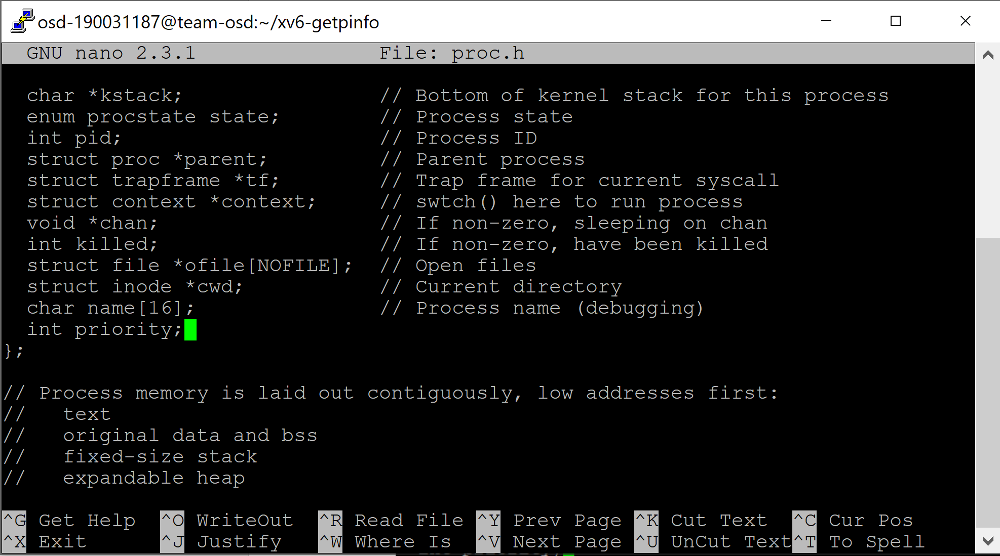 osd-190031187@team-osd:~/xv6-getpinfo
GNU nano 2.3.1 File: proc.h
char *kstack; // Bottom of kernel stack for this process
enum procstate state; // Process state
int pid; // Process ID
struct proc *parent; // Parent process
struct trapframe *tf; // Trap frame for current syscall
struct context *context; // swtch() here to run process
void *chan; // If non-zero, sleeping on chan
int killed; // If non-zero, have been killed
struct file *ofile[NOFILE]; // Open files
struct inode *cwd; // Current directory
char name[16]; // Process name (debugging)
int priority;
};
// Process memory is laid out contiguously, low addresses first:
// text
// original data and bss
// fixed-size stack
// expandable heap
^G Get Help ^O WriteOut ^R Read File ^Y Prev Page ^K Cut Text ^C Cur Pos
^X Exit ^J Justify ^W Where Is ^V Next Page ^U UnCut Text ^T To Spell